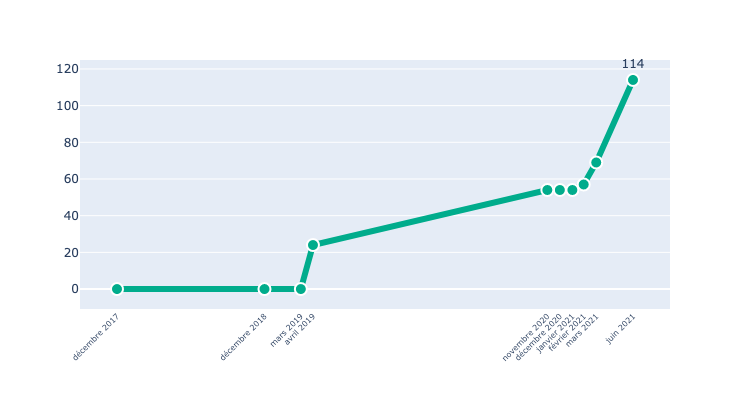 114
120
100
80
60
40
20
0
décembre 2017
décembre 2018
mars 2019
avril 2019
novembre 2020
décembre 2020
janvier 2021
février 2021
mars 2021
juin 2021